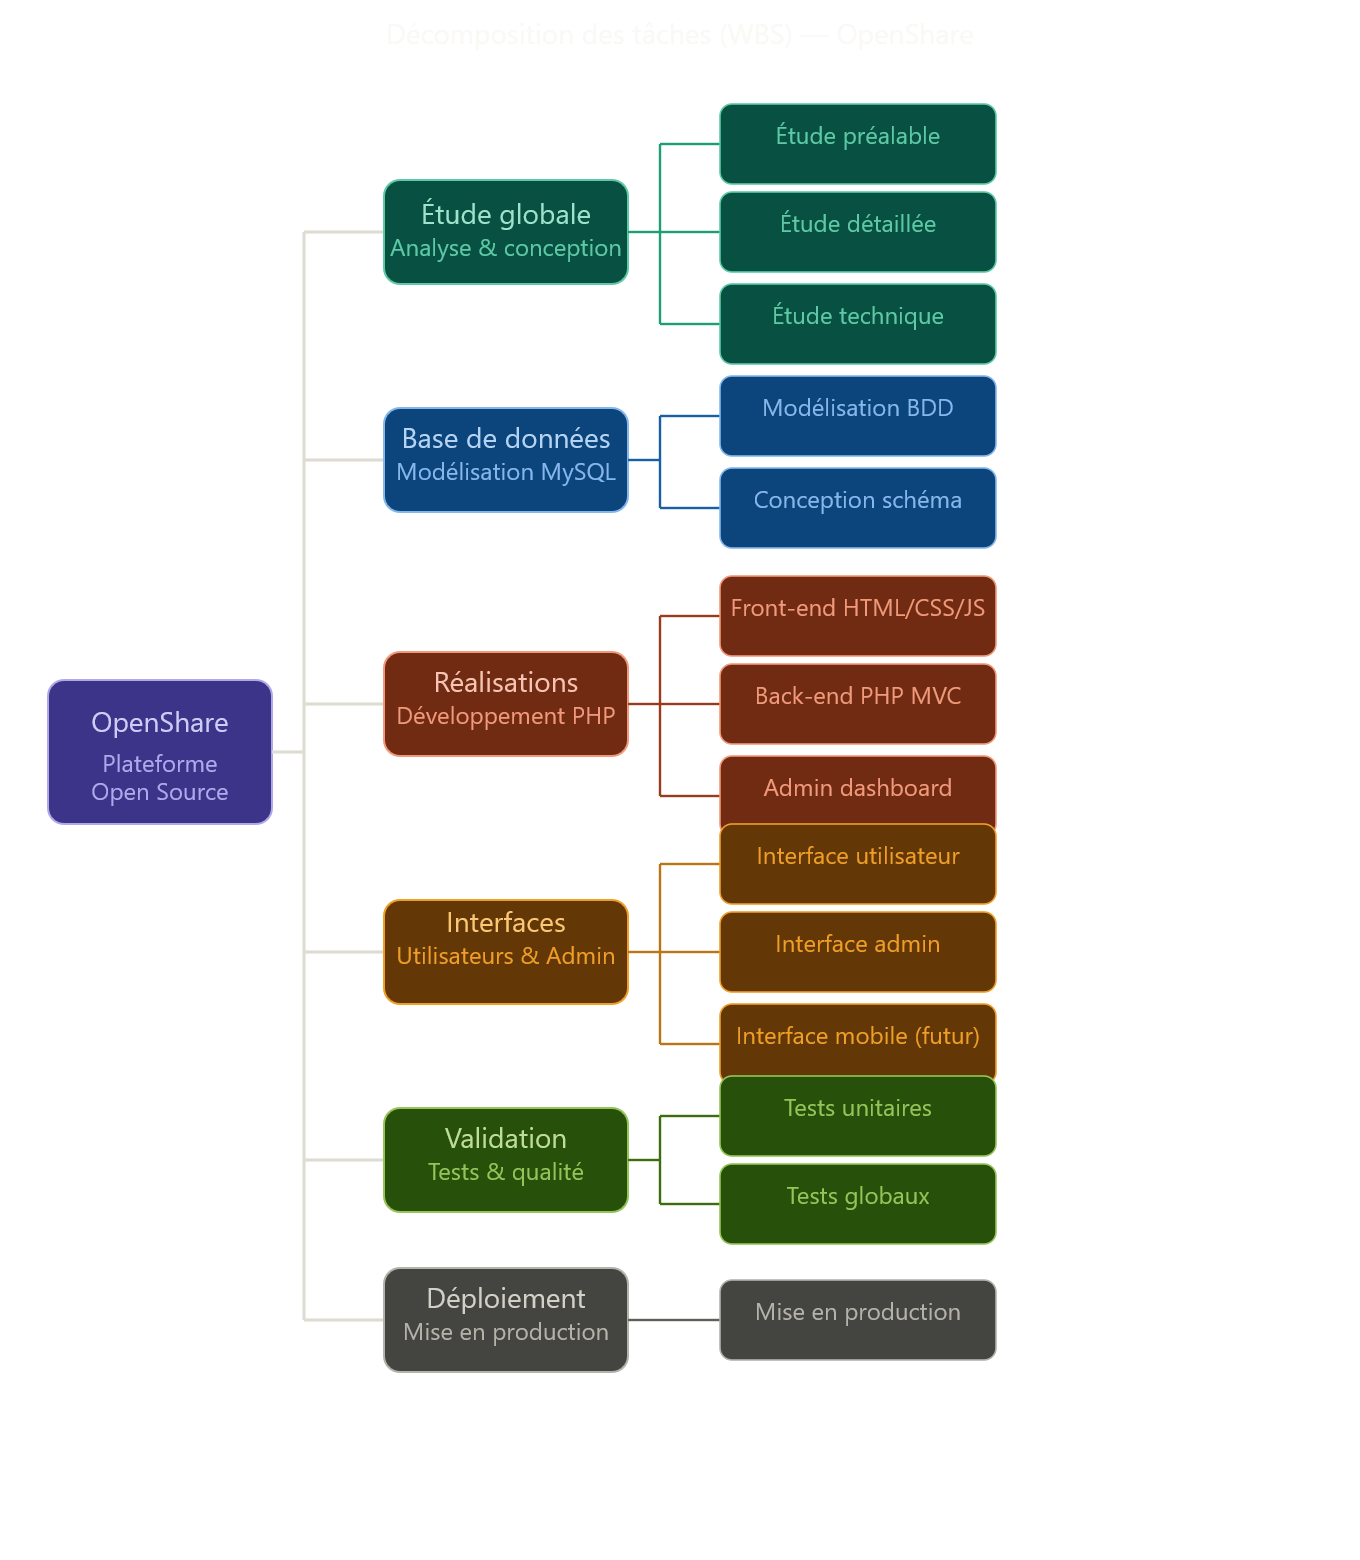 Décomposition des tâches (WBS) — OpenShare
OpenShare
Plateforme
Open Source
Étude globale
Analyse & conception
Étude préalable
Étude détaillée
Étude technique
Base de données
Modélisation MySQL
Modélisation BDD
Conception schéma
Réalisations
Développement PHP
Front-end HTML/CSS/JS
Back-end PHP MVC
Admin dashboard
Interfaces
Utilisateurs & Admin
Interface utilisateur
Interface admin
Interface mobile (futur)
Validation
Tests & qualité
Tests unitaires
Tests globaux
Déploiement
Mise en production
Mise en production